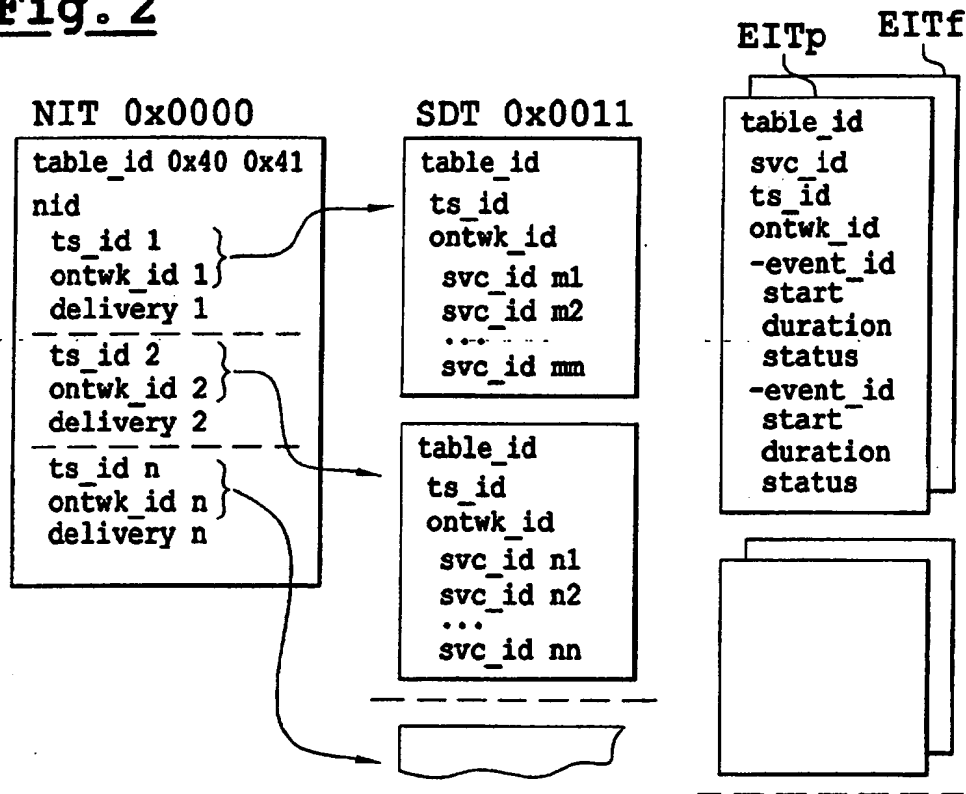 Fig. 2
NIT 0x0000
table_id 0x40 0x41
nid
ts_id 1
ontwk_id 1
delivery 1
ts_id 2
ontwk_id 2
delivery 2
ts_id n
ontwk_id n
delivery n
SDT 0x0011
table_id
ts_id
ontwk_id
svc_id m1
svc_id m2
...
svc_id mm
table_id
ts_id
ontwk_id
svc_id n1
svc_id n2
...
svc_id nn
EITp
EITf
table_id
svc_id
ts_id
ontwk_id
-event_id
start
duration
status
-event_id
start
duration
status